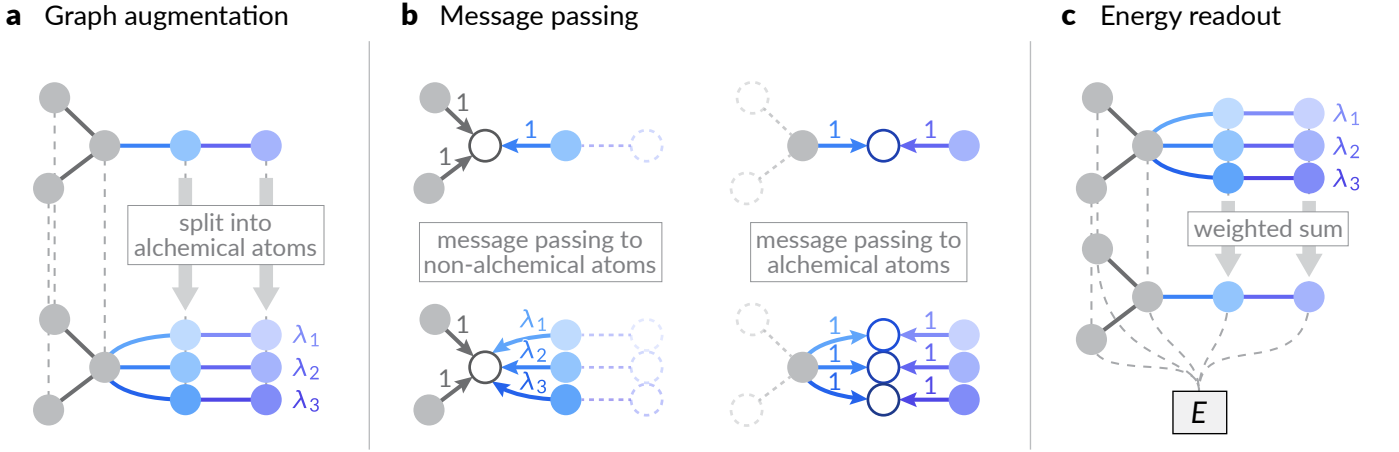 a Graph augmentation
split into
alchemical atoms
λ1
λ2
λ3
b Message passing
1
1
1
1
1
message passing to
non-alchemical atoms
message passing to
alchemical atoms
1
1
λ1
λ2
λ3
1
1
1
1
1
1
c Energy readout
λ1
λ2
λ3
weighted sum
E